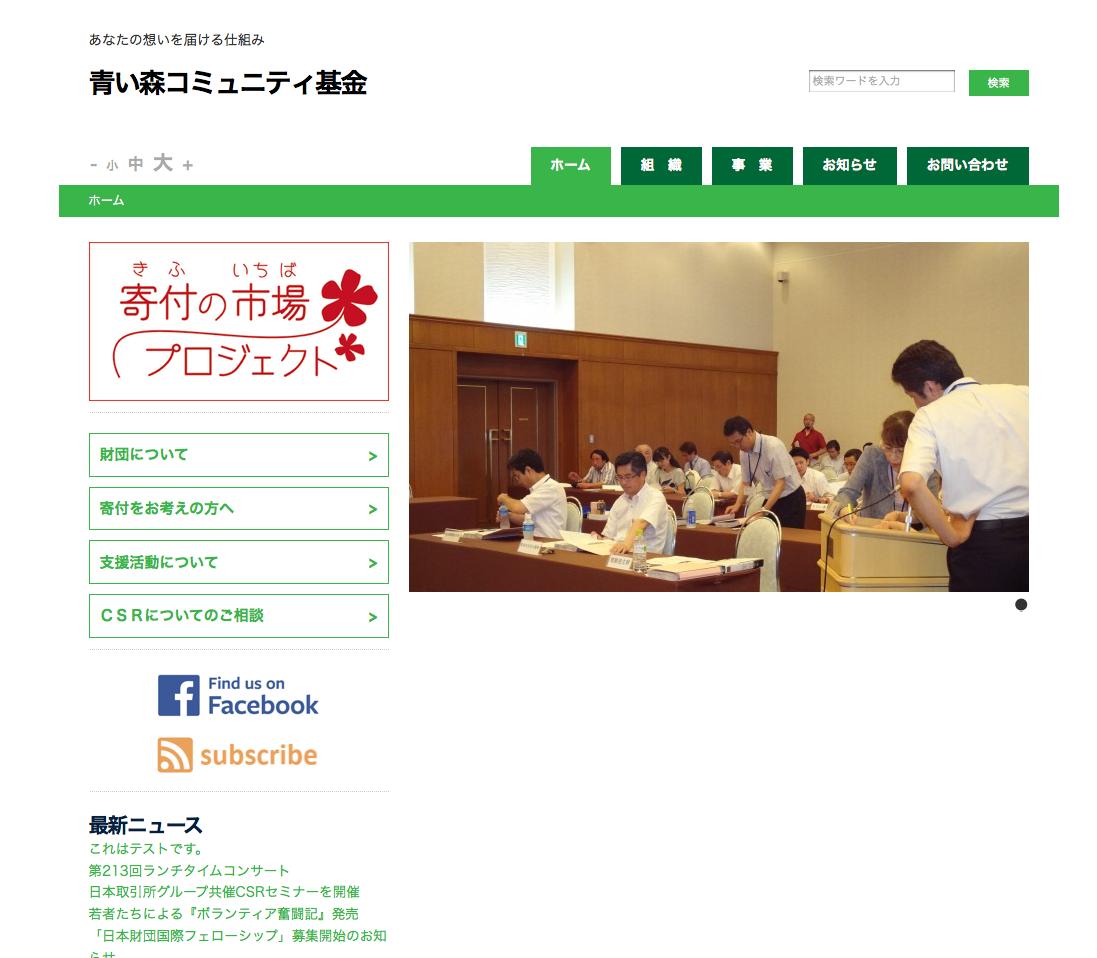 あなたの想いを届ける仕組み
青い森コミュニティ基金
検索ワードを入力
検索
- 小 中 大 +
ホーム
組　織
事　業
お知らせ
お問い合わせ
ホーム
き ふ いちば
寄付の市場
プロジェクト
財団について >
寄付をお考えの方へ >
支援活動について >
ＣＳＲについてのご相談 >
Find us on
Facebook
subscribe
最新ニュース
これはテストです。
第213回ランチタイムコンサート
日本取引所グループ共催CSRセミナーを開催
若者たちによる『ボランティア奮闘記』発売
「日本財団国際フェローシップ」募集開始のお知
らせ